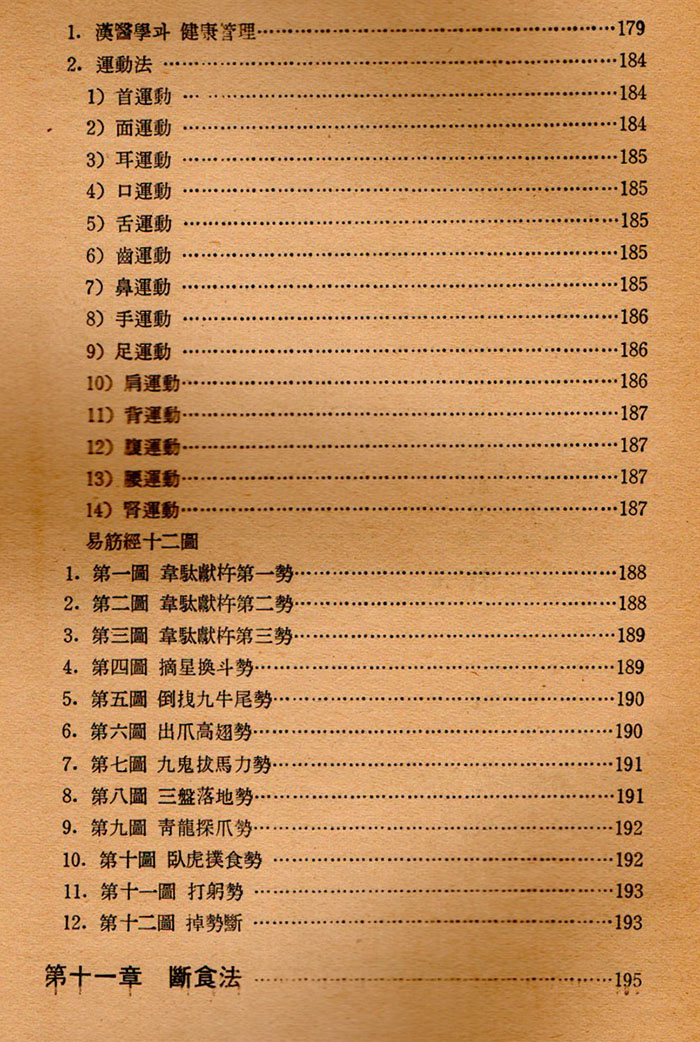 1. 漢醫學과 健康管理……179
2. 運動法……184
1) 首運動……184
2) 面運動……184
3) 耳運動……185
4) 口運動……185
5) 舌運動……185
6) 齒運動……185
7) 鼻運動……185
8) 手運動……186
9) 足運動……186
10) 肩運動……186
11) 背運動……187
12) 腹運動……187
13) 腰運動……187
14) 腎運動……187
易筋經十二圖
1. 第一圖 韋駄獻杵第一勢……188
2. 第二圖 韋駄獻杵第二勢……188
3. 第三圖 韋駄獻杵第三勢……189
4. 第四圖 摘星換斗勢……189
5. 第五圖 倒拽九牛尾勢……190
6. 第六圖 出爪高翅勢……190
7. 第七圖 九鬼拔馬力勢……191
8. 第八圖 三盤落地勢……191
9. 第九圖 靑龍探爪勢……192
10. 第十圖 臥虎撲食勢……192
11. 第十一圖 打躬勢……193
12. 第十二圖 掉勢斷……193
第十一章 斷食法……195